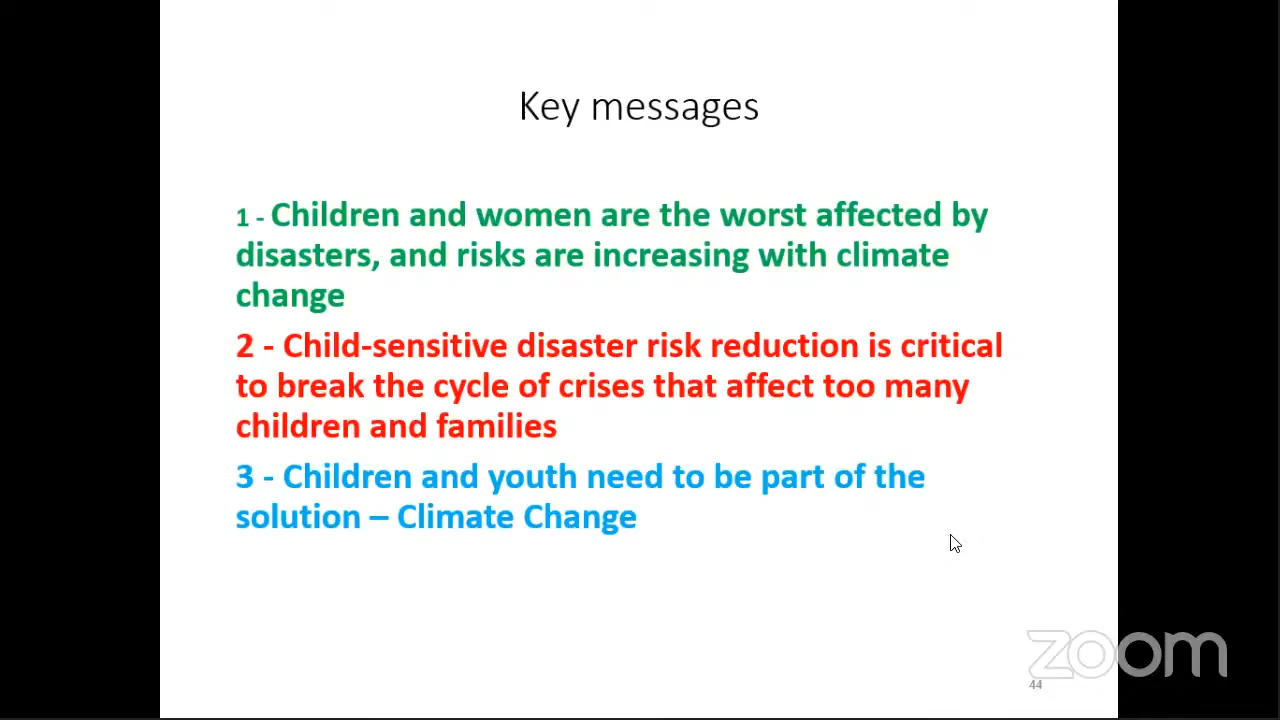 Key messages
1 - Children and women are the worst affected by
disasters, and risks are increasing with climate
change
2 - Child-sensitive disaster risk reduction is critical
to break the cycle of crises that affect too many
children and families
3 - Children and youth need to be part of the
solution – Climate Change
zoom
44